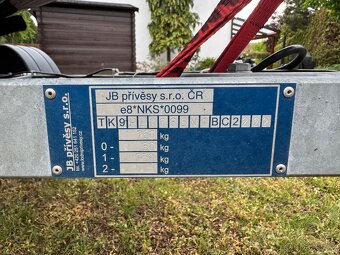 JB přívěsy s.r.o. ČR
e8*NKS*0099
TK9 BC2
kg
0- kg
1- kg
2- kg
JB přívěsy s.r.o.